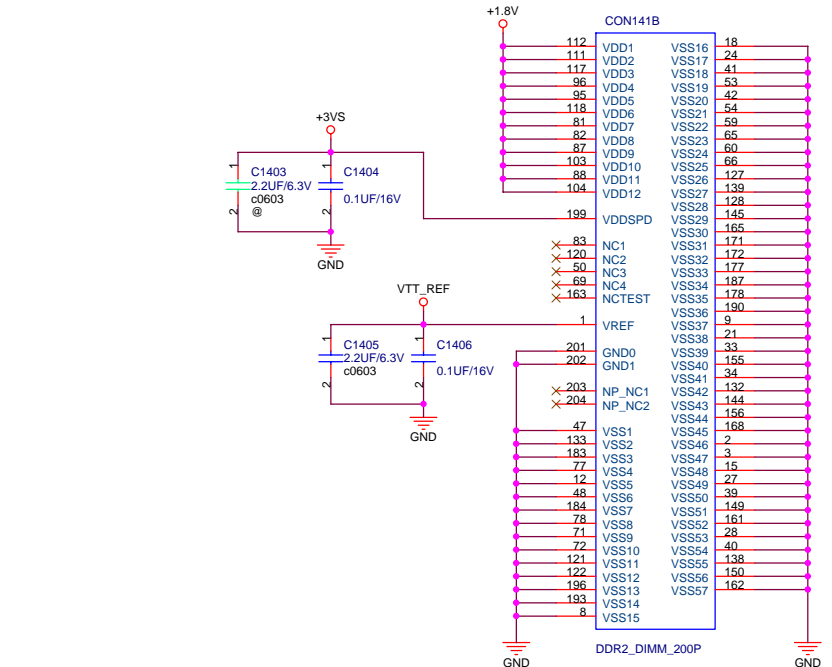 +1.8V
CON141B
112 VDD1 VSS16 18
111 VDD2 VSS17 24
117 VDD3 VSS18 41
96 VDD4 VSS19 53
95 VDD5 VSS20 42
118 VDD6 VSS21 54
81 VDD7 VSS22 59
82 VDD8 VSS23 65
87 VDD9 VSS24 60
103 VDD10 VSS25 66
88 VDD11 VSS26 127
104 VDD12 VSS27 139
VSS28 128
199 VDDSPD VSS29 145
VSS30 165
83 NC1 VSS31 171
120 NC2 VSS32 172
50 NC3 VSS33 177
69 NC4 VSS34 187
163 NCTEST VSS35 178
VSS36 190
1 VREF VSS37 9
VSS38 21
201 GND0 VSS39 33
202 GND1 VSS40 155
VSS41 34
203 NP_NC1 VSS42 132
204 NP_NC2 VSS43 144
VSS44 156
47 VSS1 VSS45 168
133 VSS2 VSS46 2
183 VSS3 VSS47 3
77 VSS4 VSS48 15
12 VSS5 VSS49 27
48 VSS6 VSS50 39
184 VSS7 VSS51 149
78 VSS8 VSS52 161
71 VSS9 VSS53 28
72 VSS10 VSS54 40
121 VSS11 VSS55 138
122 VSS12 VSS56 150
196 VSS13 VSS57 162
193 VSS14
8 VSS15
DDR2_DIMM_200P
GND
GND
+3VS
1
C1403
2.2UF/6.3V
c0603
@
2
1
C1404
0.1UF/16V
2
GND
VTT_REF
1
C1405
2.2UF/6.3V
c0603
2
1
C1406
0.1UF/16V
2
GND